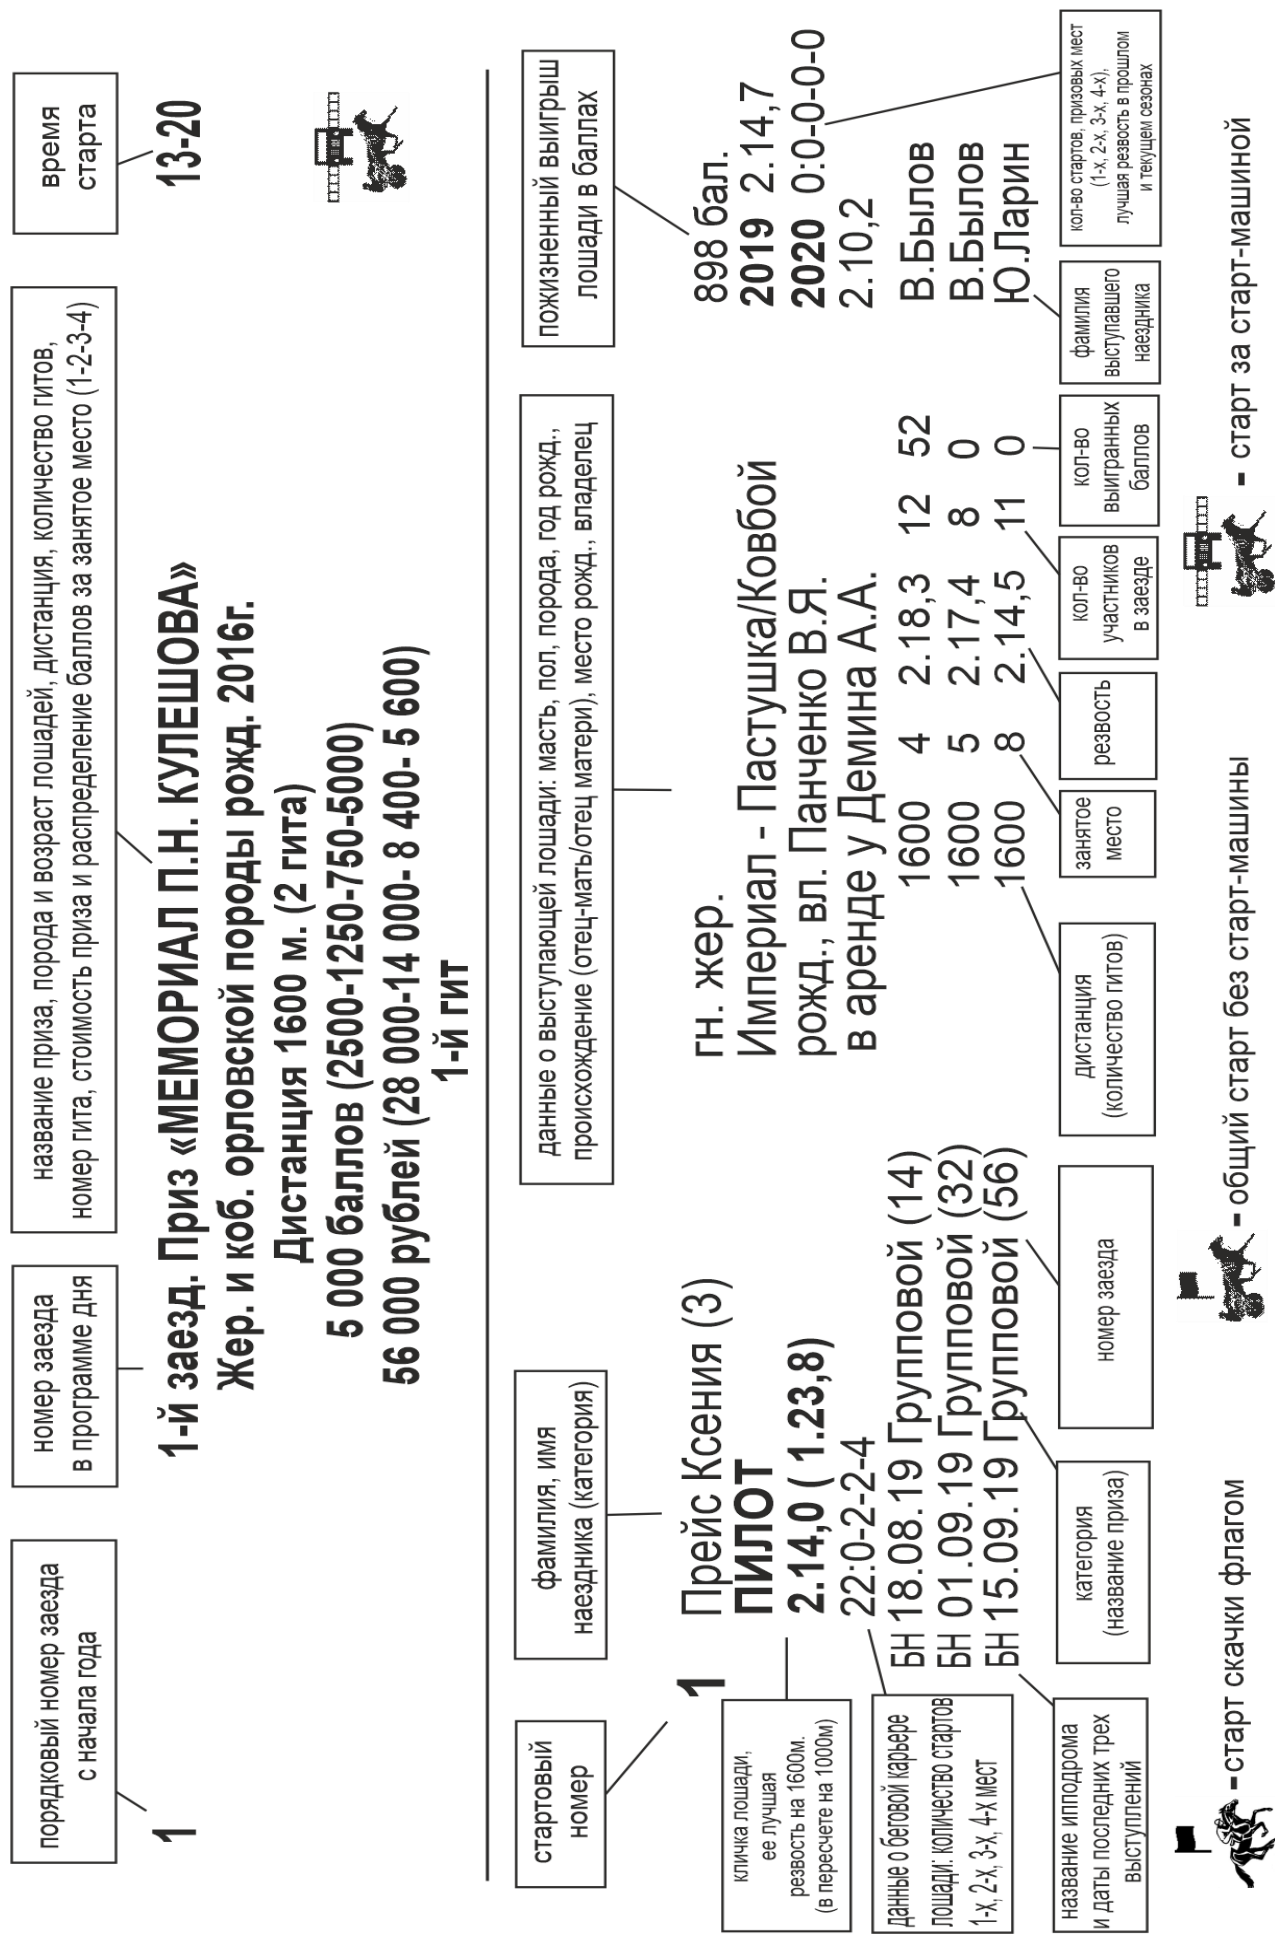 порядковый номер заезда
с начала года
номер заезда
в программе дня
название приза, порода и возраст лошадей, дистанция, количество гитов,
номер гита, стоимость приза и распределение баллов за занятое место (1-2-3-4)
время
старта
1
1-й заезд. Приз «МЕМОРИАЛ П.Н. КУЛЕШОВА»
13-20
Жер. и коб. орловской породы рожд. 2016г.
Дистанция 1600 м. (2 гита)
5 000 баллов (2500-1250-750-5000)
56 000 рублей (28 000-14 000- 8 400- 5 600)
1-й гит
стартовый
номер
фамилия, имя
наездника (категория)
данные о выступающей лошади: масть, пол, порода, год рожд.,
происхождение (отец-мать/отец матери), место рожд., владелец
пожизненный выигрыш
лошади в баллах
1
Прейс Ксения (3)
ПИЛОТ
2.14,0 ( 1.23,8)
22:0-2-2-4
гн. жер.
Империал - Пастушка/Ковбой
рожд., вл. Панченко В.Я.
в аренде у Демина А.А.
898 бал.
2019 2.14,7
2020 0:0-0-0-0
2.10,2
кличка лошади,
ее лучшая
резвость на 1600м.
(в пересчете на 1000м)
БН 18.08.19 Групповой (14) 1600 4 2.18,3 12 52 В.Былов
БН 01.09.19 Групповой (32) 1600 5 2.17,4 8 0 В.Былов
БН 15.09.19 Групповой (56) 1600 8 2.14,5 11 0 Ю.Ларин
данные о беговой карьере
лошади: количество стартов
1-х, 2-х, 3-х, 4-х мест
название ипподрома
и даты последних трех
выступлений
категория
(название приза)
номер заезда
дистанция
(количество гитов)
занятое
место
резвость
кол-во
участников
в заезде
кол-во
выигранных
баллов
фамилия
выступавшего
наездника
кол-во стартов, призовых мест
(1-х, 2-х, 3-х, 4-х),
лучшая резвость в прошлом
и текущем сезонах
-старт скачки флагом
- общий старт без старт-машины
- старт за старт-машиной